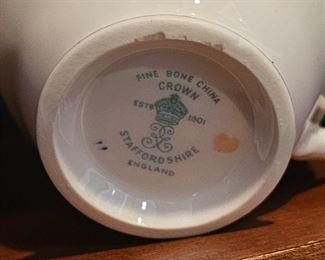 FINE BONE CHINA
CROWN
ESTD 1801
STAFFORDSHIRE
ENGLAND